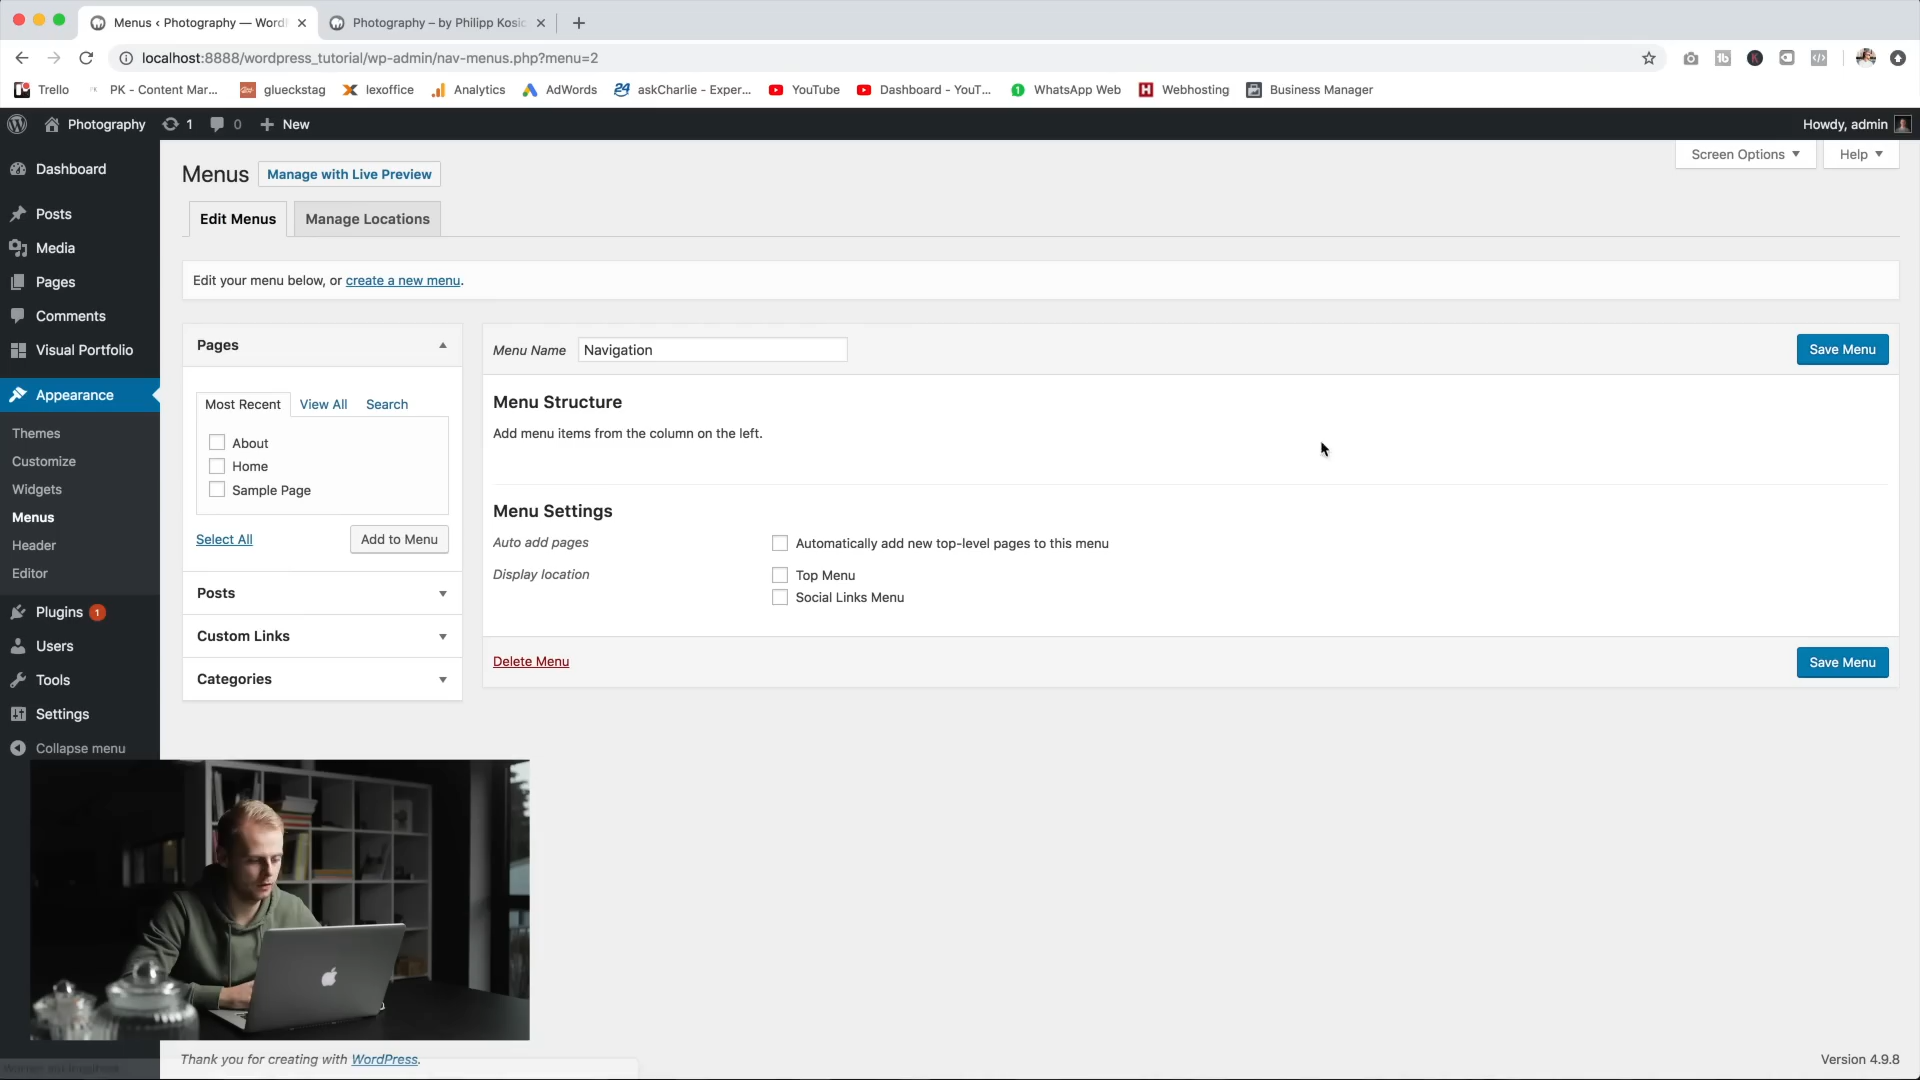 Menus ‹ Photography — Word
Photography – by Philipp Kosic
localhost:8888/wordpress_tutorial/wp-admin/nav-menus.php?menu=2
Trello
PK - Content Mar...
glueckstag
lexoffice
Analytics
AdWords
24
askCharlie - Exper...
YouTube
Dashboard - YouT...
1
WhatsApp Web
H
Webhosting
Business Manager
Photography
1
0
New
Howdy, admin
Dashboard
Posts
Media
Pages
Comments
Visual Portfolio
Appearance
Themes
Customize
Widgets
Menus
Header
Editor
Plugins 1
Users
Tools
Settings
Collapse menu
Screen Options
Help
Menus
Manage with Live Preview
Edit Menus
Manage Locations
Edit your menu below, or create a new menu.
Pages
Most Recent
View All
Search
About
Home
Sample Page
Select All
Add to Menu
Posts
Custom Links
Categories
Menu Name
Navigation
Save Menu
Menu Structure
Add menu items from the column on the left.
Menu Settings
Auto add pages
Automatically add new top-level pages to this menu
Display location
Top Menu
Social Links Menu
Delete Menu
Save Menu
Thank you for creating with WordPress.
Version 4.9.8